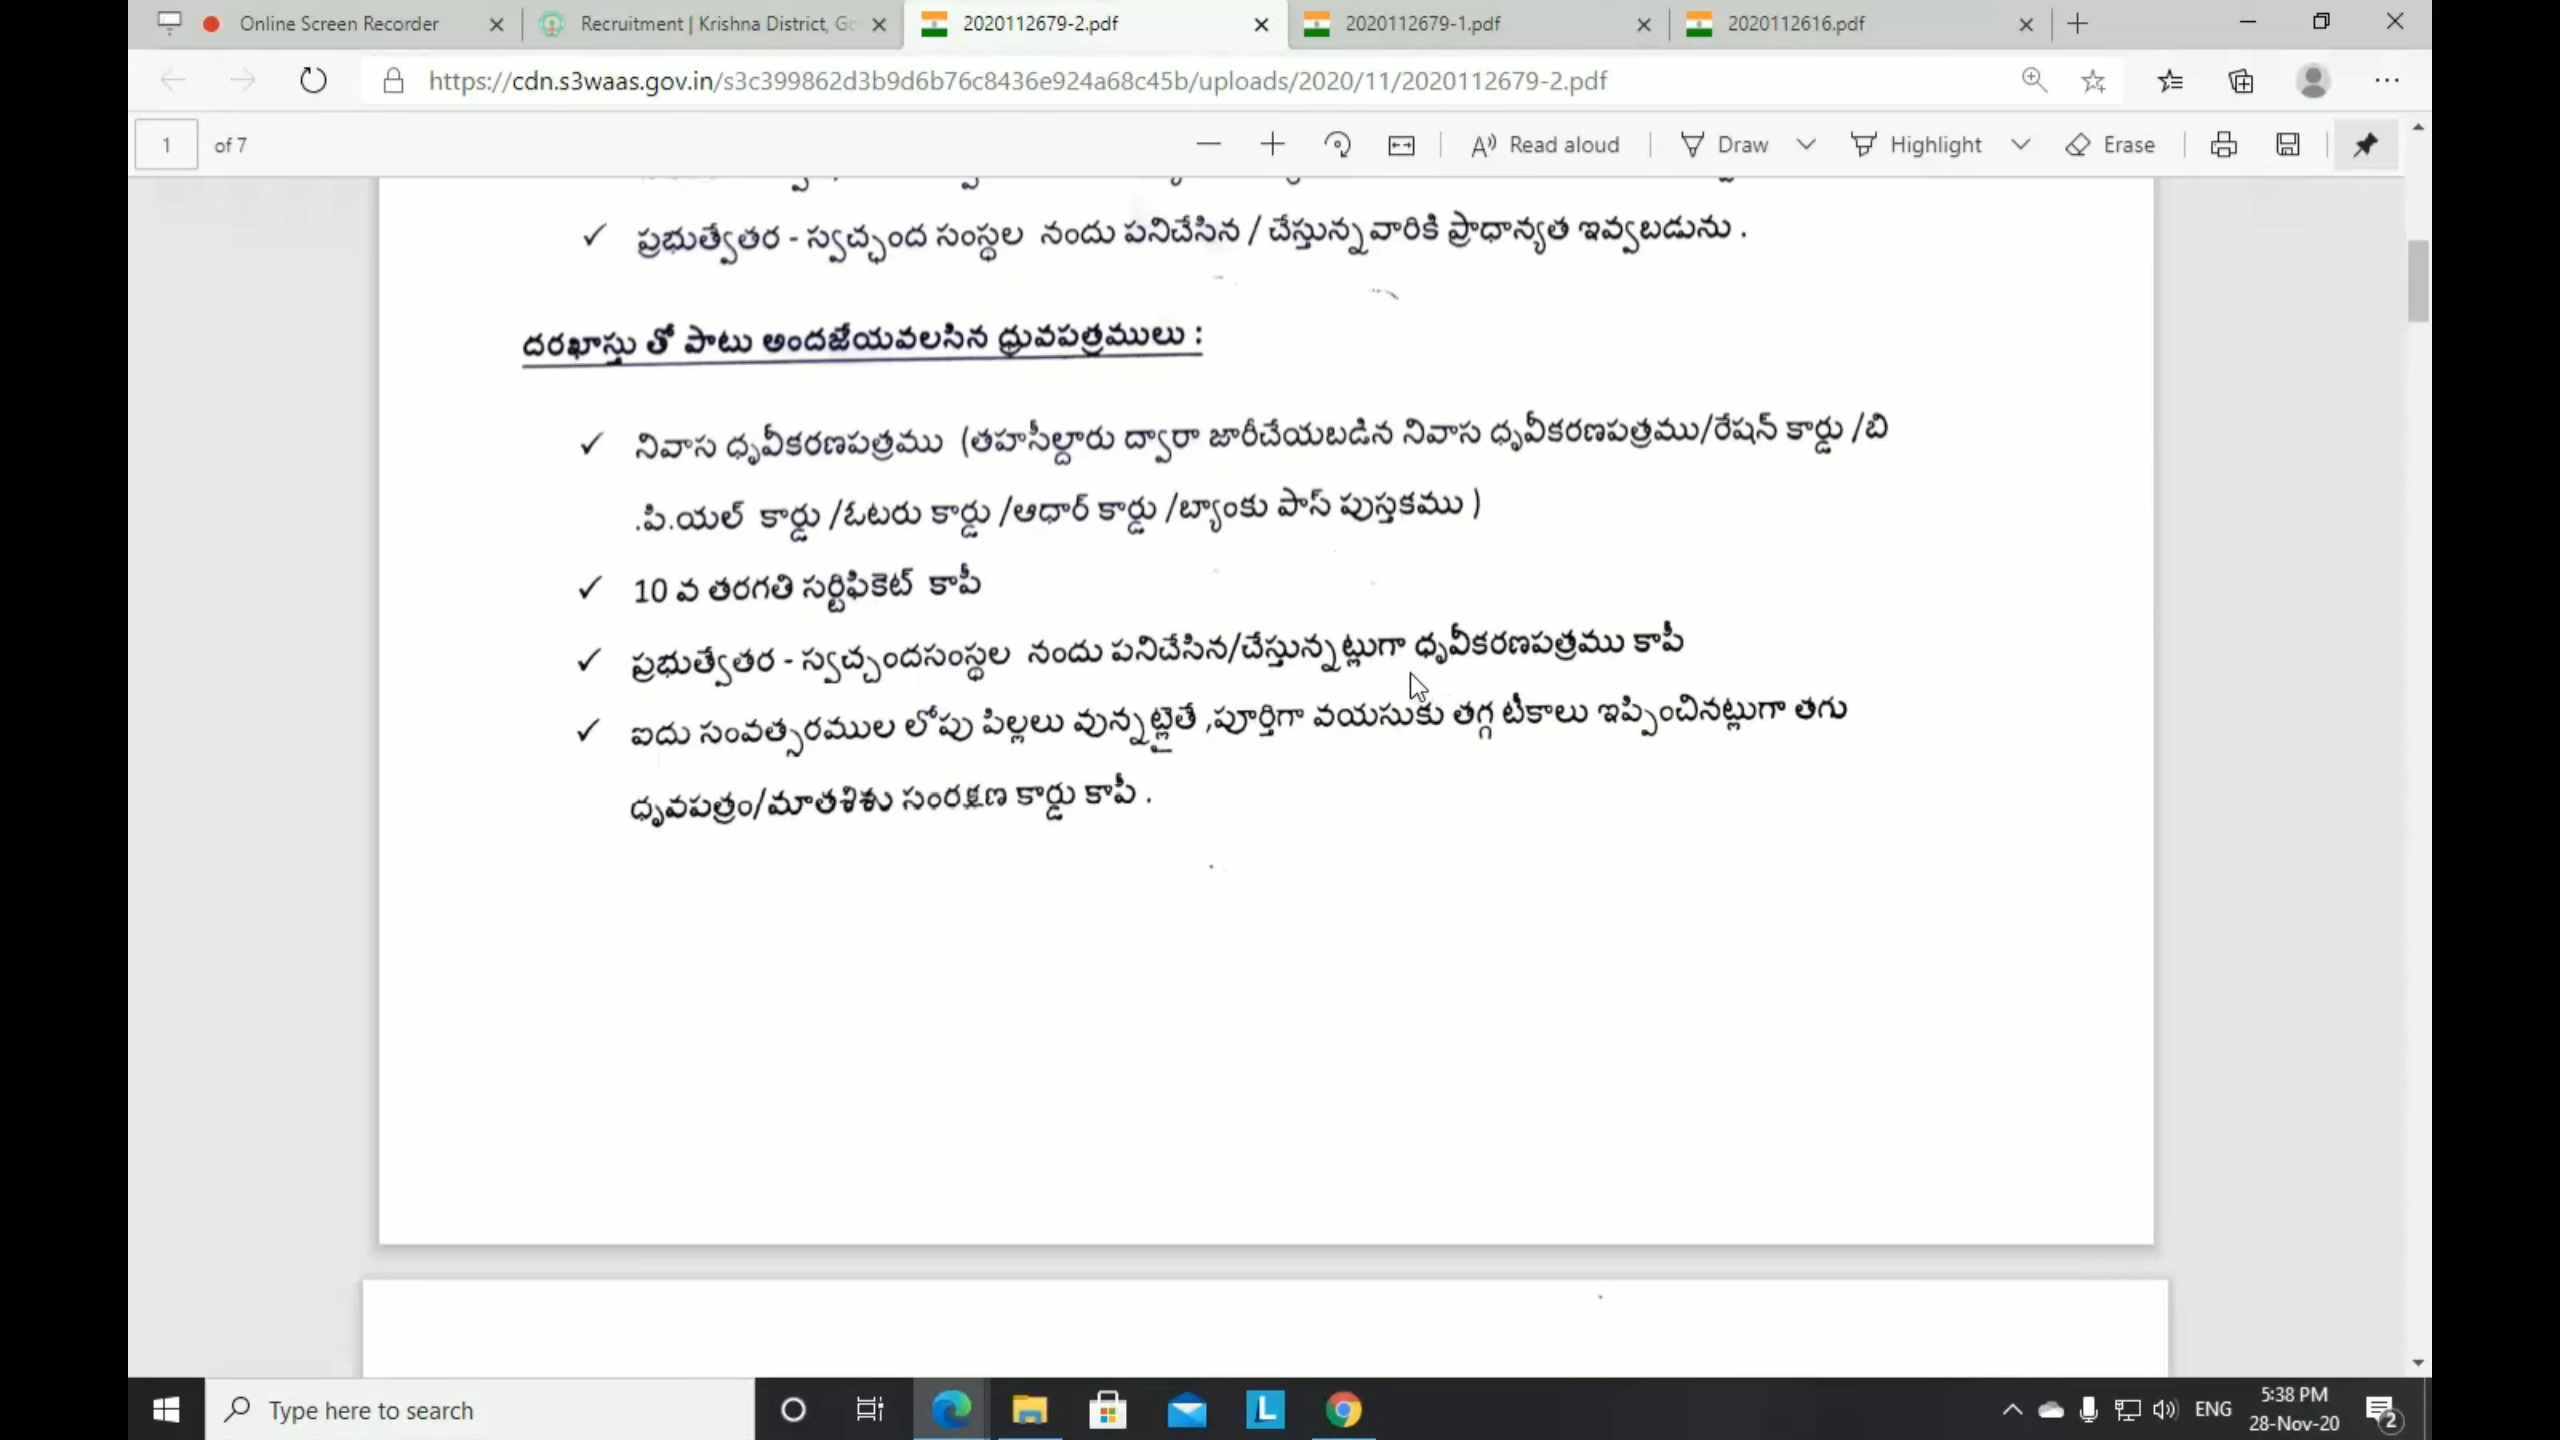 Online Screen Recorder
Recruitment | Krishna District, Go
2020112679-2.pdf
2020112679-1.pdf
2020112616.pdf
https://cdn.s3waas.gov.in/s3c399862d3b9d6b76c8436e924a68c45b/uploads/2020/11/2020112679-2.pdf
1 of 7
Read aloud
Draw
Highlight
Erase
✓ ప్రభుత్వేతర - స్వచ్ఛంద సంస్థల నందు పనిచేసిన / చేస్తున్న వారికి ప్రాధాన్యత ఇవ్వబడును .
దరఖాస్తు తో పాటు అందజేయవలసిన ధ్రువపత్రములు :
✓ నివాస ధృవీకరణపత్రము (తహసీల్దారు ద్వారా జారీచేయబడిన నివాస ధృవీకరణపత్రము/రేషన్ కార్డు /బి
.పి.యల్ కార్డు /ఓటరు కార్డు /ఆధార్ కార్డు /బ్యాంకు పాస్ పుస్తకము )
✓ 10 వ తరగతి సర్టిఫికెట్ కాపీ
✓ ప్రభుత్వేతర - స్వచ్చందసంస్థల నందు పనిచేసిన/చేస్తున్నట్లుగా ధృవీకరణపత్రము కాపీ
✓ ఐదు సంవత్సరముల లోపు పిల్లలు వున్నట్లైతే ,పూర్తిగా వయసుకు తగ్గ టీకాలు ఇప్పించినట్లుగా తగు
ధృవపత్రం/మాతశిశు సంరక్షణ కార్డు కాపీ .
Type here to search
ENG
5:38 PM
28-Nov-20
2